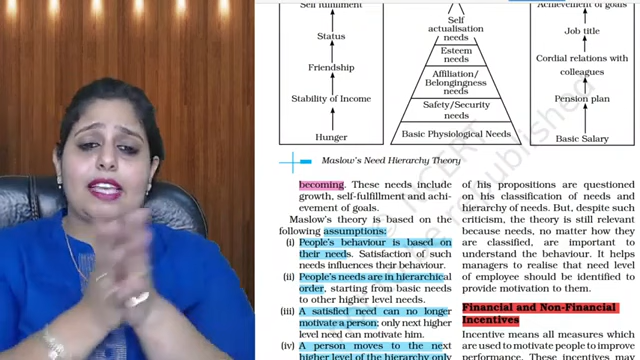 Self fulfillment
Status
Friendship
Stability of Income
Hunger
Self
actualisation
needs
Esteem
needs
Affiliation/
Belongingness
needs
Safety/Security
needs
Basic Physiological Needs
Achievement of goals
Job title
Cordial relations with
colleagues
Pension plan
Basic Salary
Maslow's Need Hierarchy Theory
becoming. These needs include
growth, self-fulfillment and achi-
evement of goals.
Maslow's theory is based on the
following assumptions:
(i) People's behaviour is based on
their needs. Satisfaction of such
needs influences their behaviour.
(ii) People's needs are in hierarchical
order, starting from basic needs
to other higher level needs.
(iii) A satisfied need can no longer
motivate a person; only next higher
level need can motivate him.
(iv) A person moves to the next
higher level of the hierarchy only
of his propositions are questioned
on his classification of needs and
hierarchy of needs. But, despite such
criticism, the theory is still relevant
because needs, no matter how they
are classified, are important to
understand the behaviour. It helps
managers to realise that need level
of employee should be identified to
provide motivation to them.
Financial and Non-Financial
Incentives
Incentive means all measures which
are used to motivate people to improve
performance. These incentives may
© NCERT
be republished